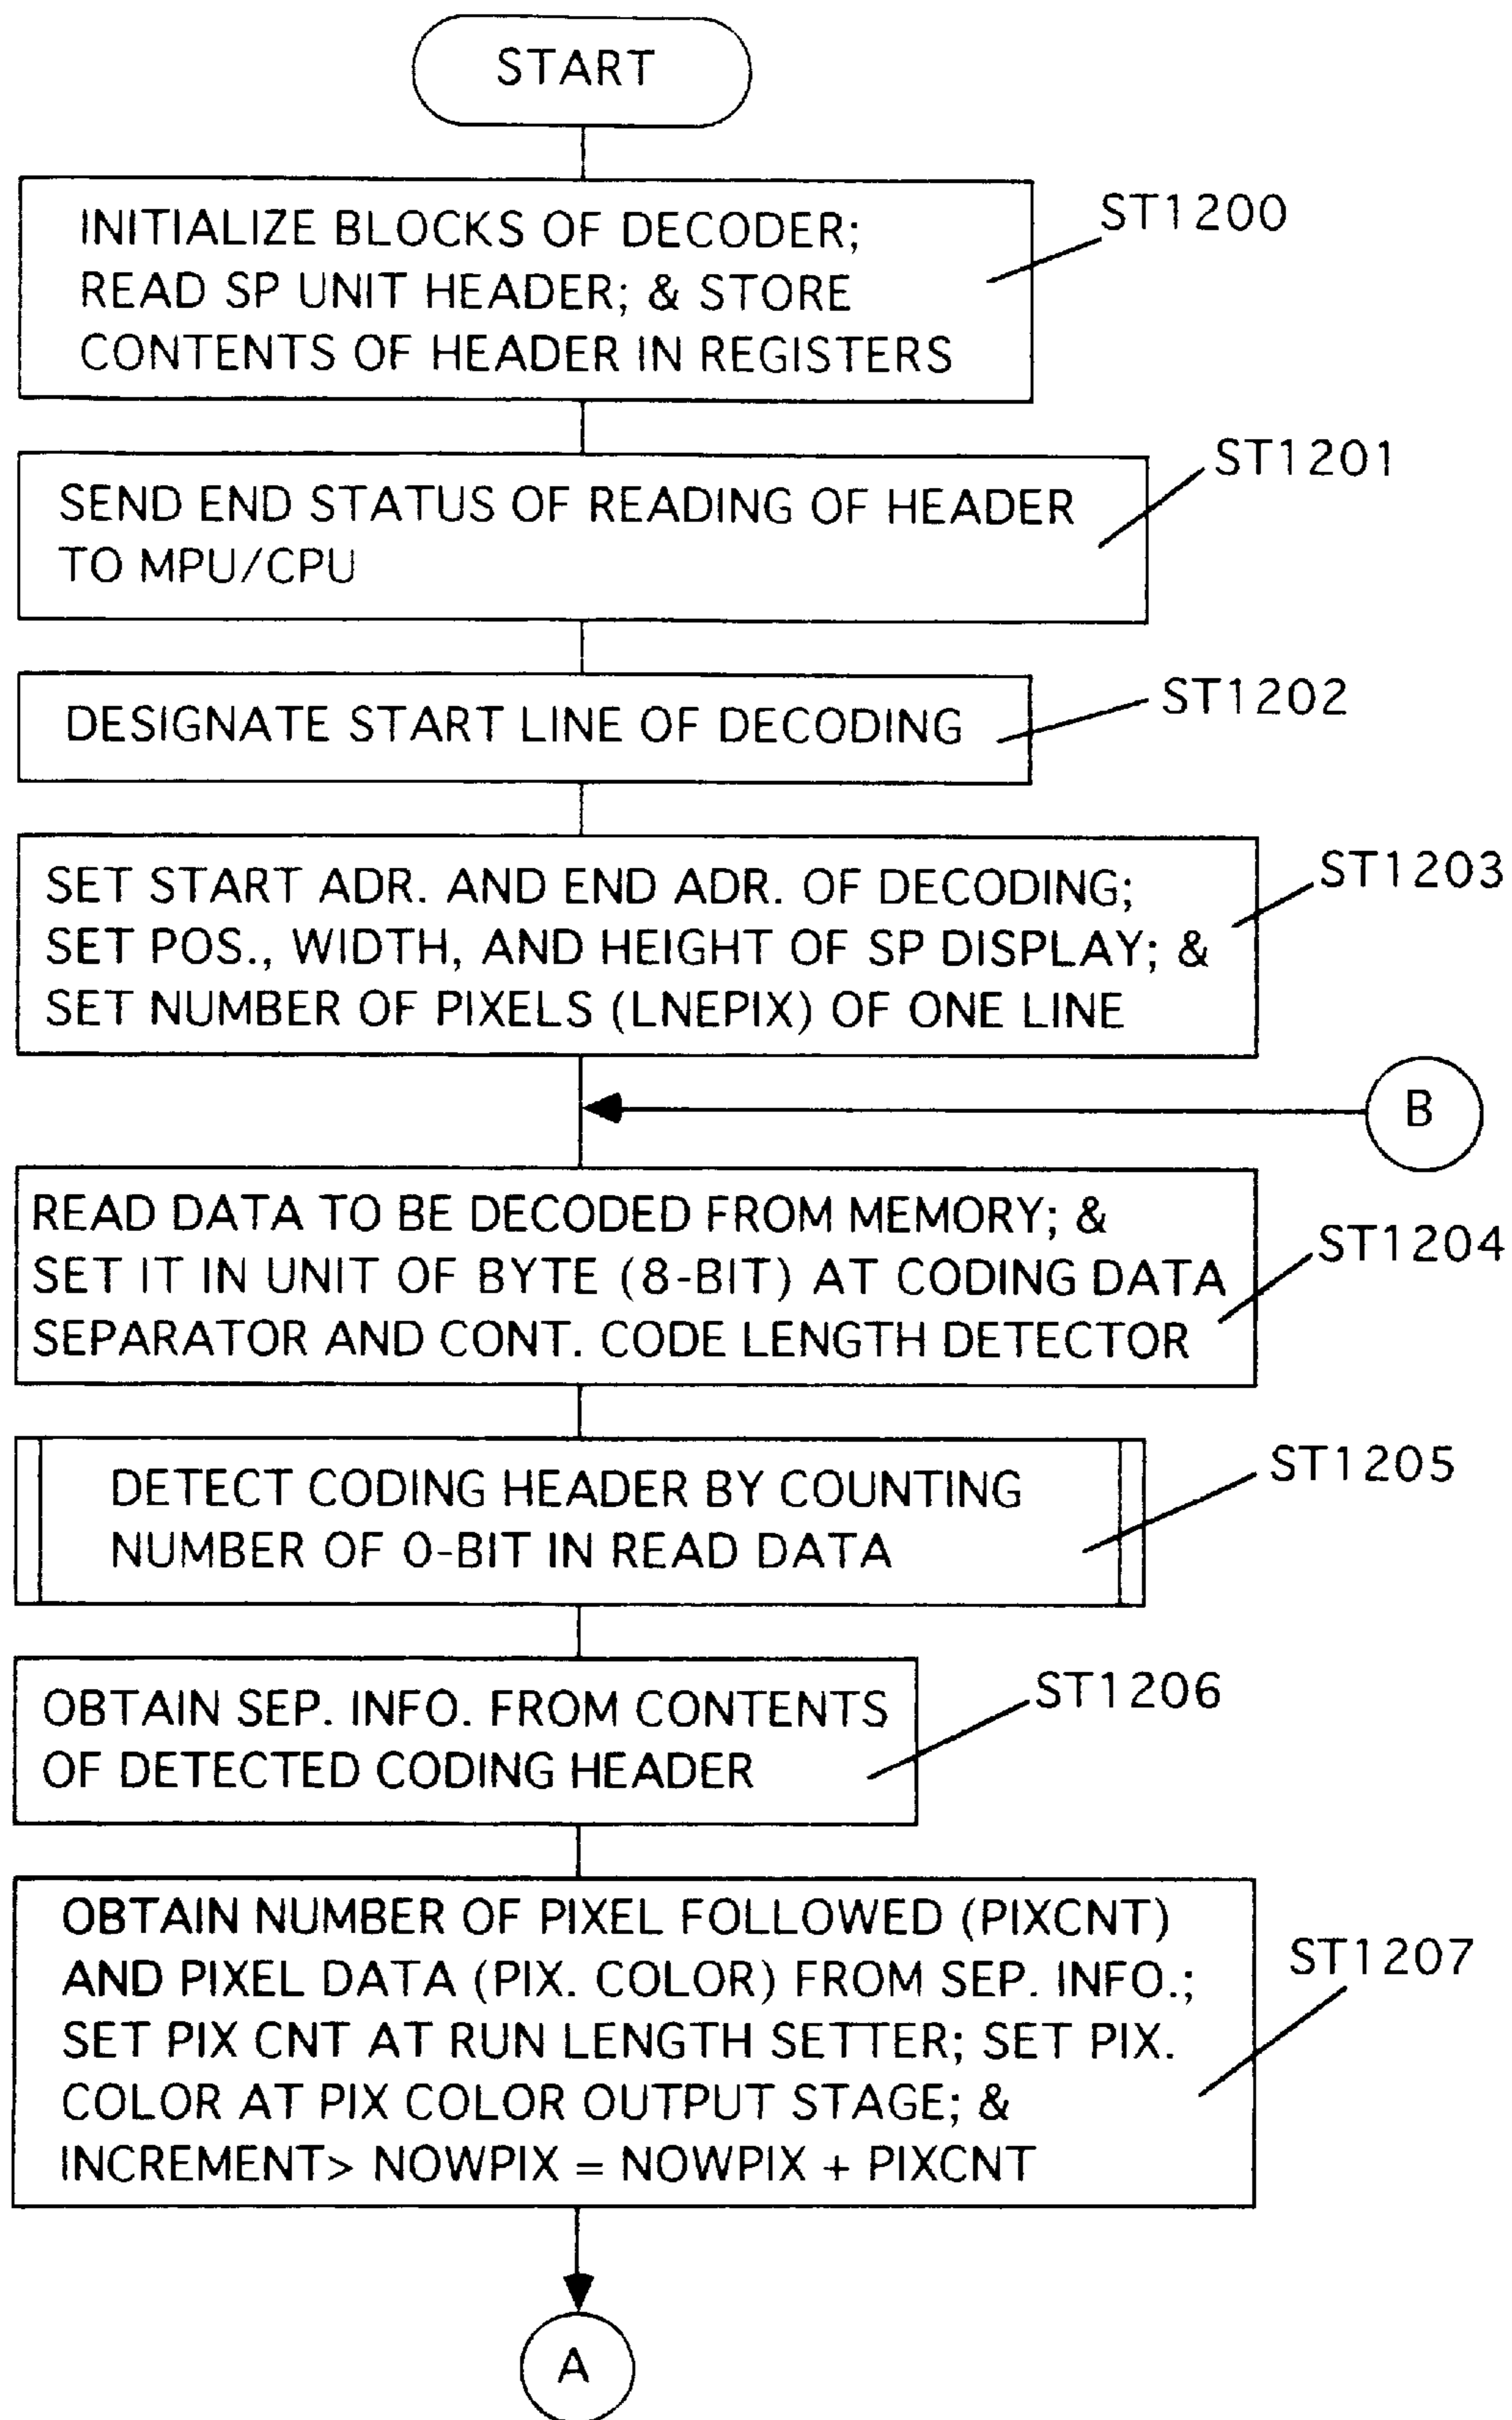 START
INITIALIZE BLOCKS OF DECODER;
READ SP UNIT HEADER; & STORE
CONTENTS OF HEADER IN REGISTERS
ST1200
SEND END STATUS OF READING OF HEADER
TO MPU/CPU
ST1201
DESIGNATE START LINE OF DECODING
ST1202
SET START ADR. AND END ADR. OF DECODING;
SET POS., WIDTH, AND HEIGHT OF SP DISPLAY; &
SET NUMBER OF PIXELS (LNEPIX) OF ONE LINE
ST1203
B
READ DATA TO BE DECODED FROM MEMORY; &
SET IT IN UNIT OF BYTE (8-BIT) AT CODING DATA
SEPARATOR AND CONT. CODE LENGTH DETECTOR
ST1204
DETECT CODING HEADER BY COUNTING
NUMBER OF 0-BIT IN READ DATA
ST1205
OBTAIN SEP. INFO. FROM CONTENTS
OF DETECTED CODING HEADER
ST1206
OBTAIN NUMBER OF PIXEL FOLLOWED (PIXCNT)
AND PIXEL DATA (PIX. COLOR) FROM SEP. INFO.;
SET PIX CNT AT RUN LENGTH SETTER; SET PIX.
COLOR AT PIX COLOR OUTPUT STAGE; &
INCREMENT> NOWPIX = NOWPIX + PIXCNT
ST1207
A